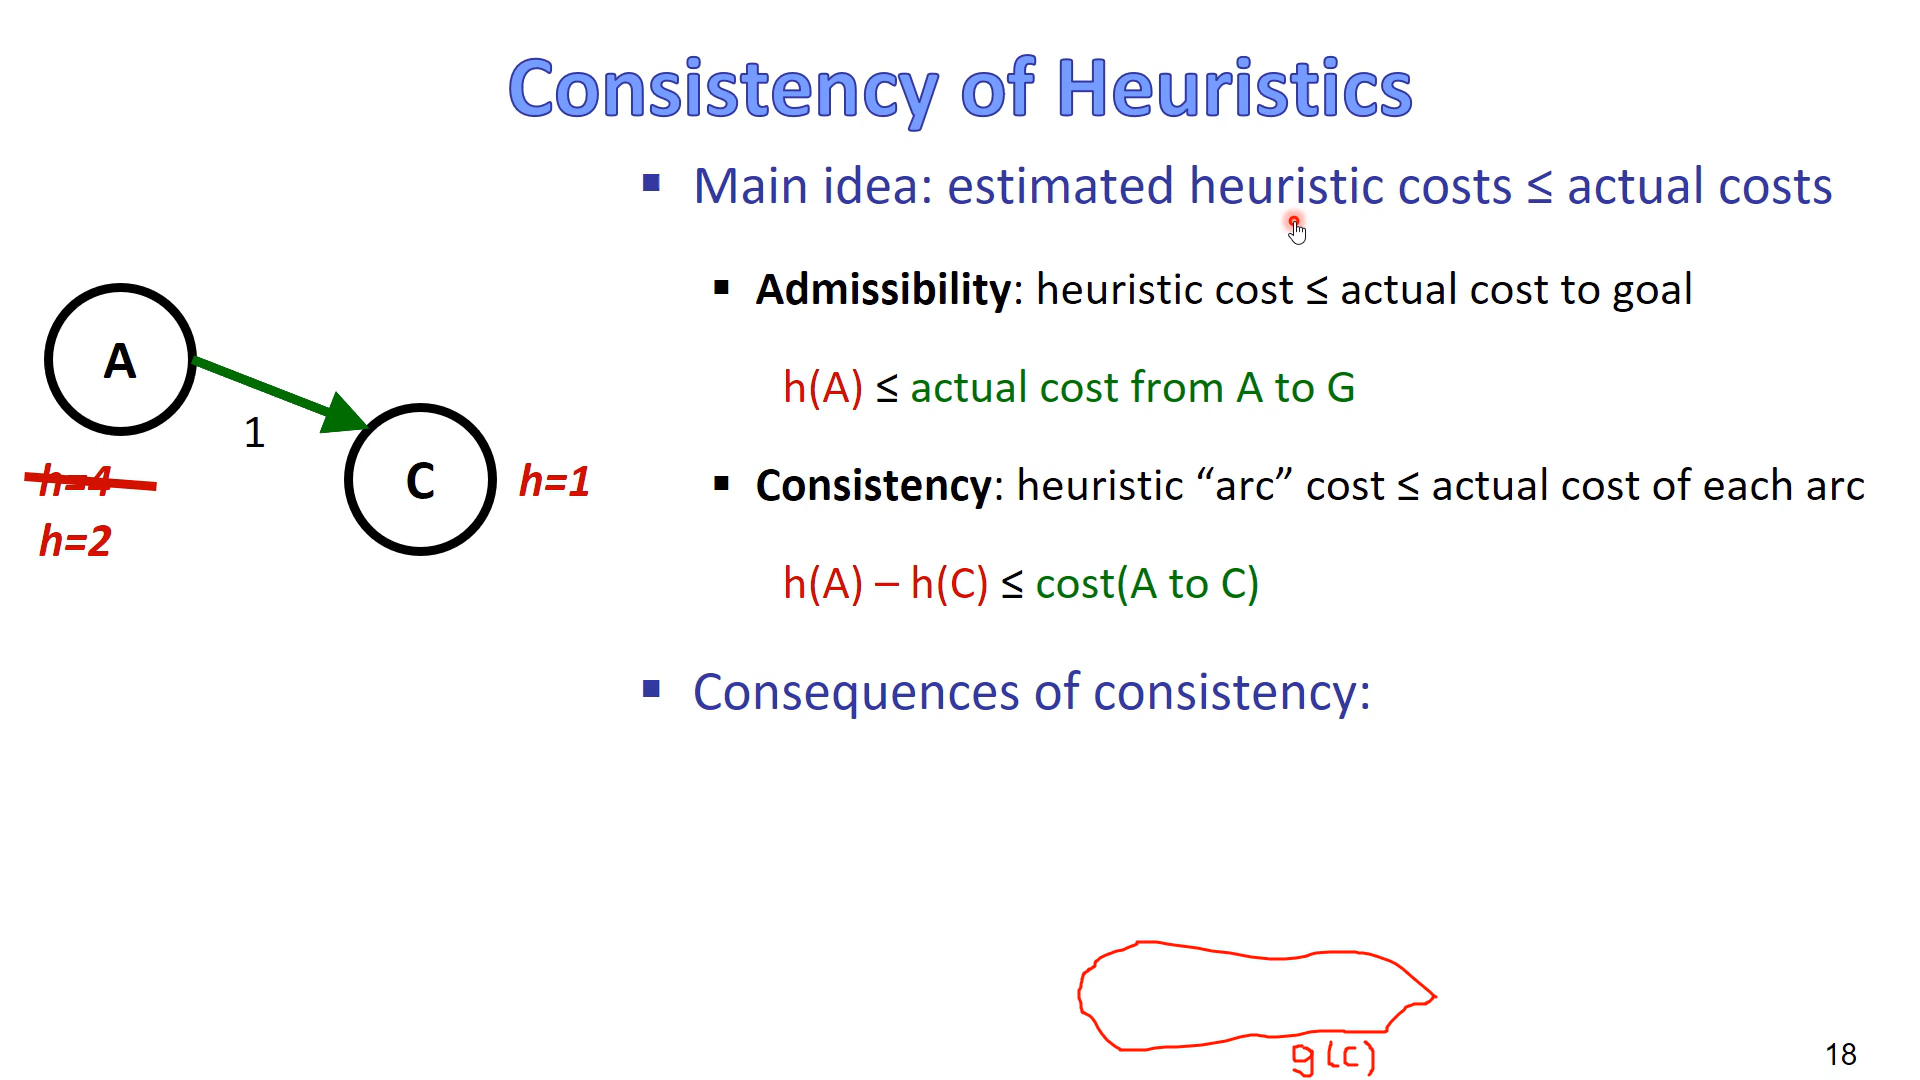 Consistency of Heuristics
Main idea: estimated heuristic costs ≤ actual costs
Admissibility: heuristic cost ≤ actual cost to goal
h(A) ≤ actual cost from A to G
Consistency: heuristic “arc” cost ≤ actual cost of each arc
h(A) – h(C) ≤ cost(A to C)
Consequences of consistency:
A
1
C
h=4
h=1
h=2
g(c)
18